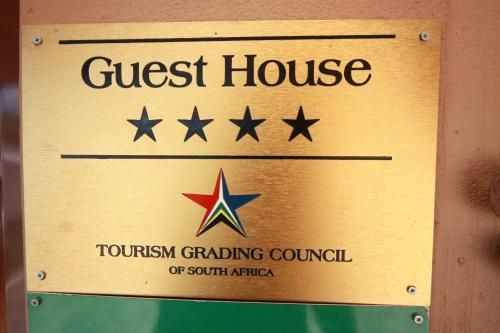 Guest House
TOURISM GRADING COUNCIL
OF SOUTH AFRICA